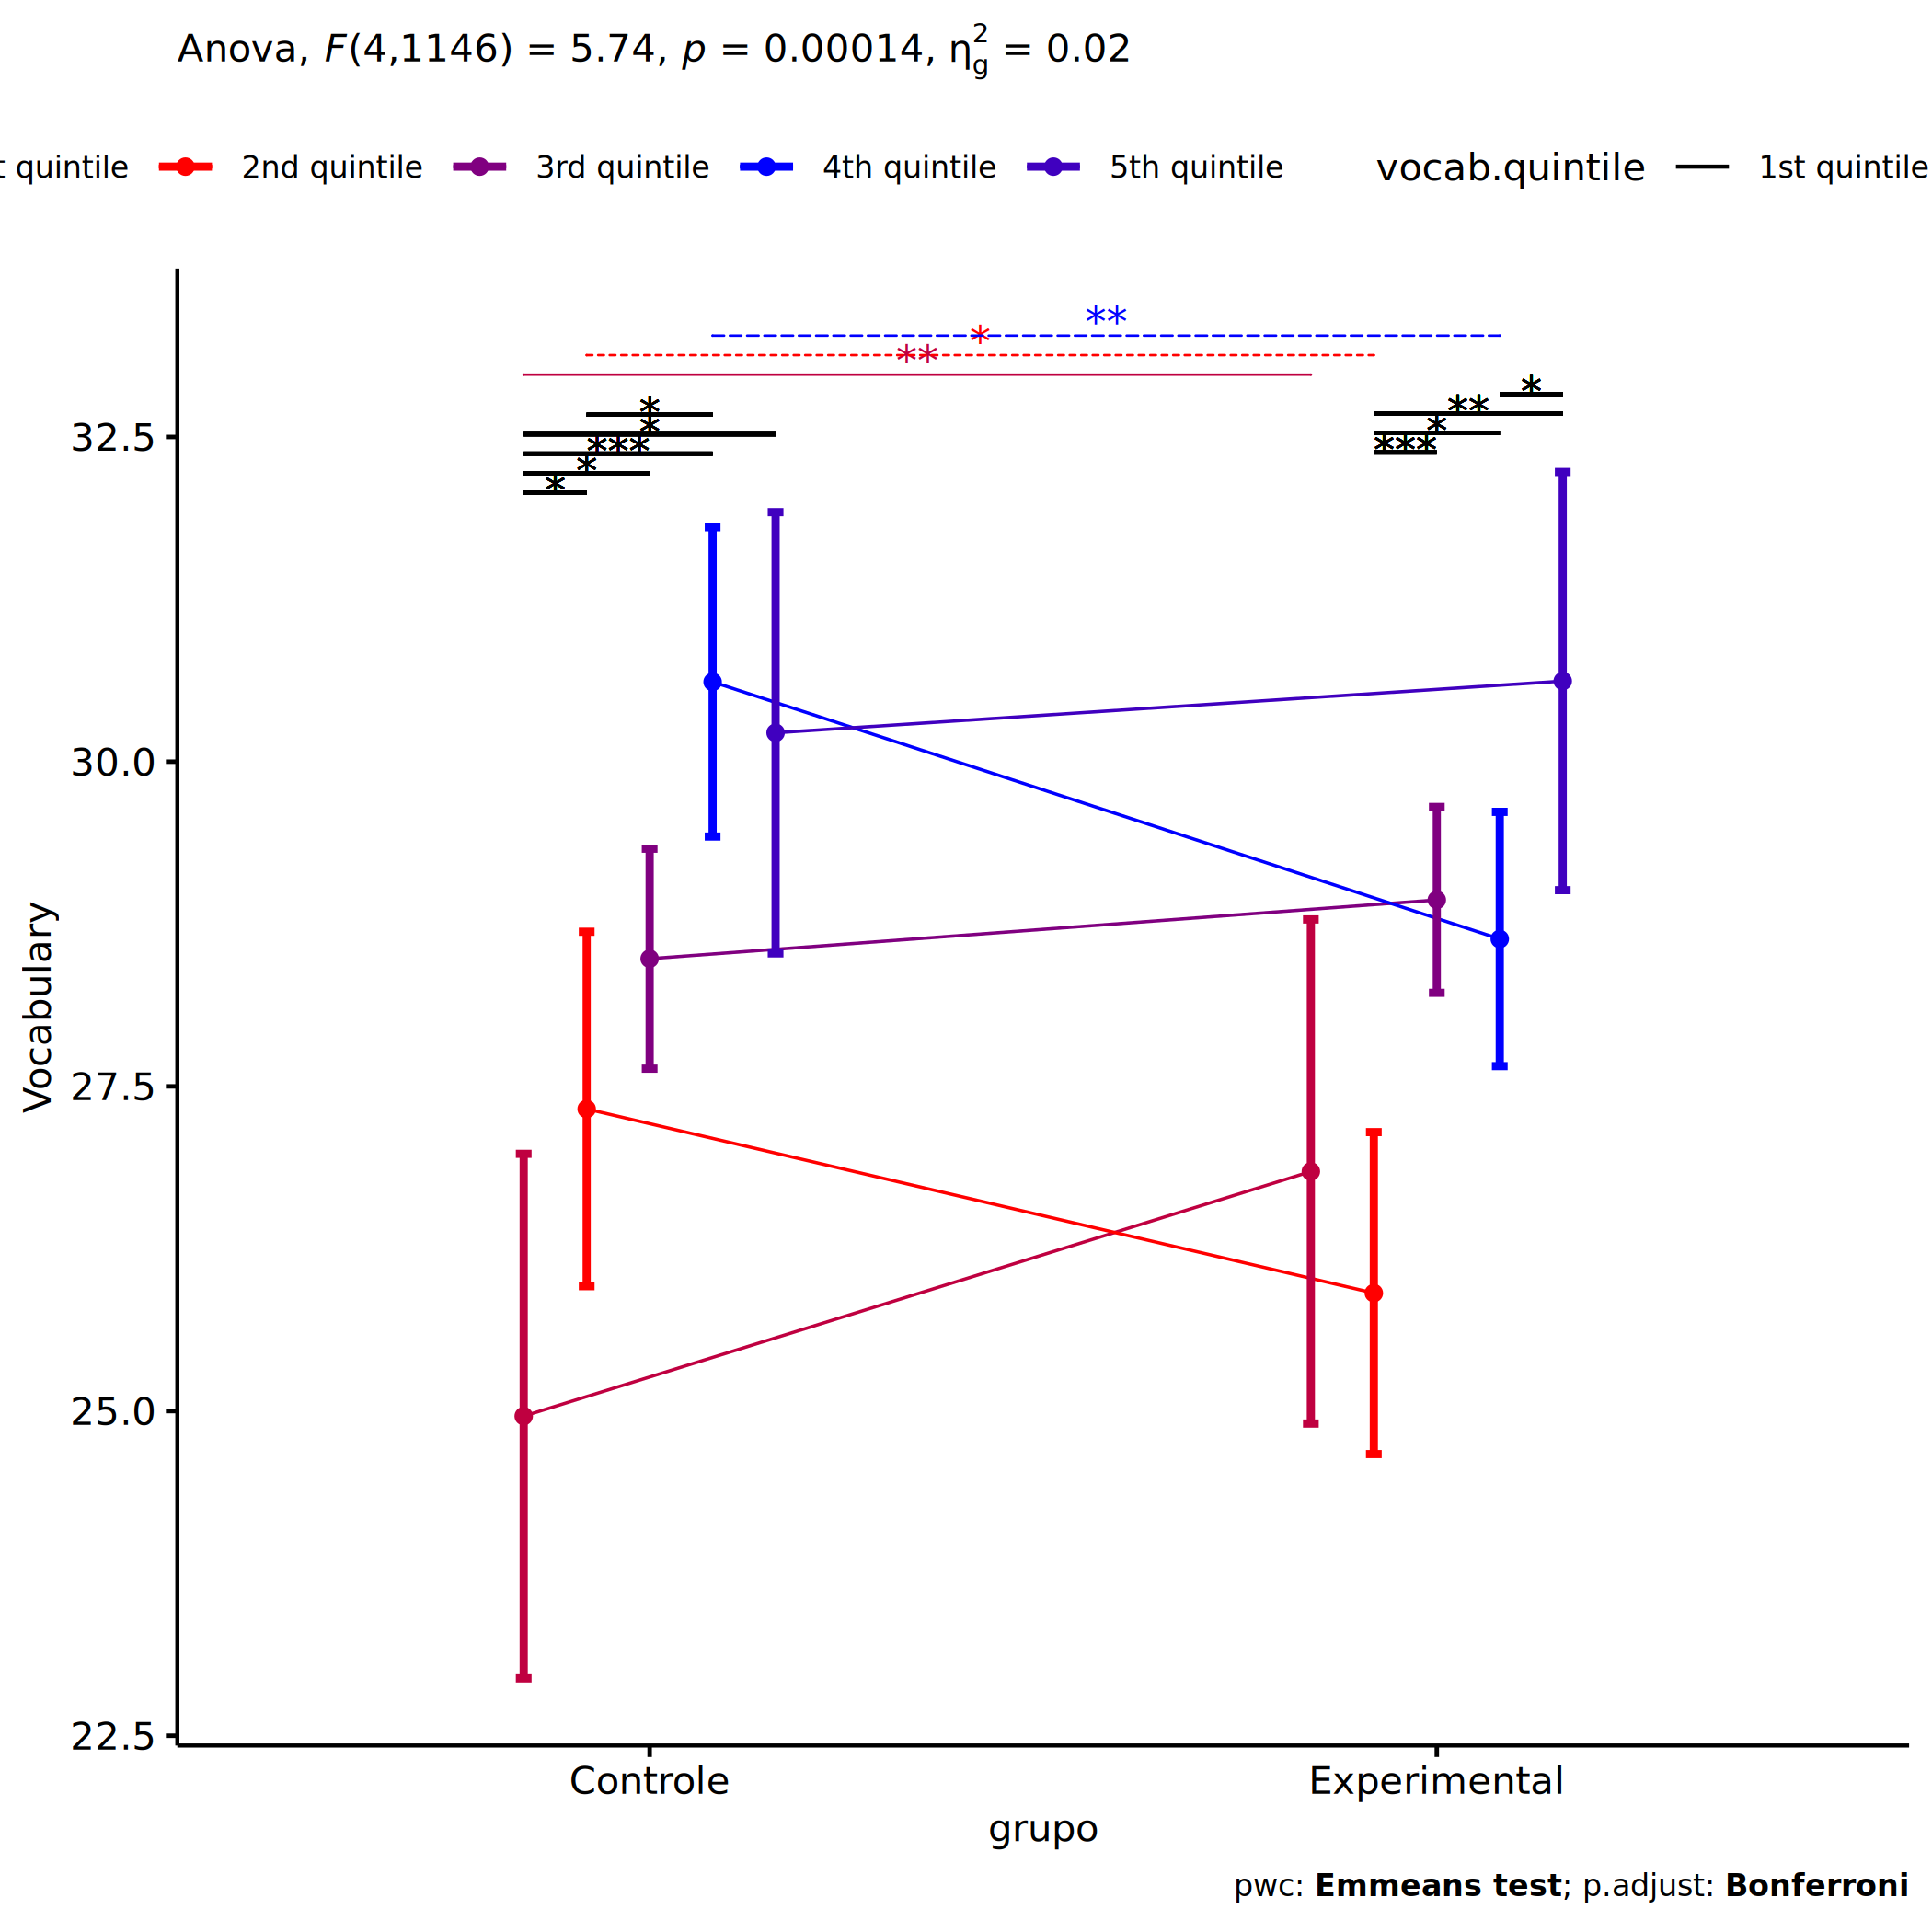 Anova, F(4,1146) = 5.74, p = 0.00014, η²g = 0.02
t quintile 2nd quintile 3rd quintile 4th quintile 5th quintile vocab.quintile 1st quintile
**
*
**
*
*
***
*
*
*
**
*
***
32.5
30.0
27.5
25.0
22.5
Vocabulary
Controle Experimental
grupo
pwc: Emmeans test; p.adjust: Bonferroni